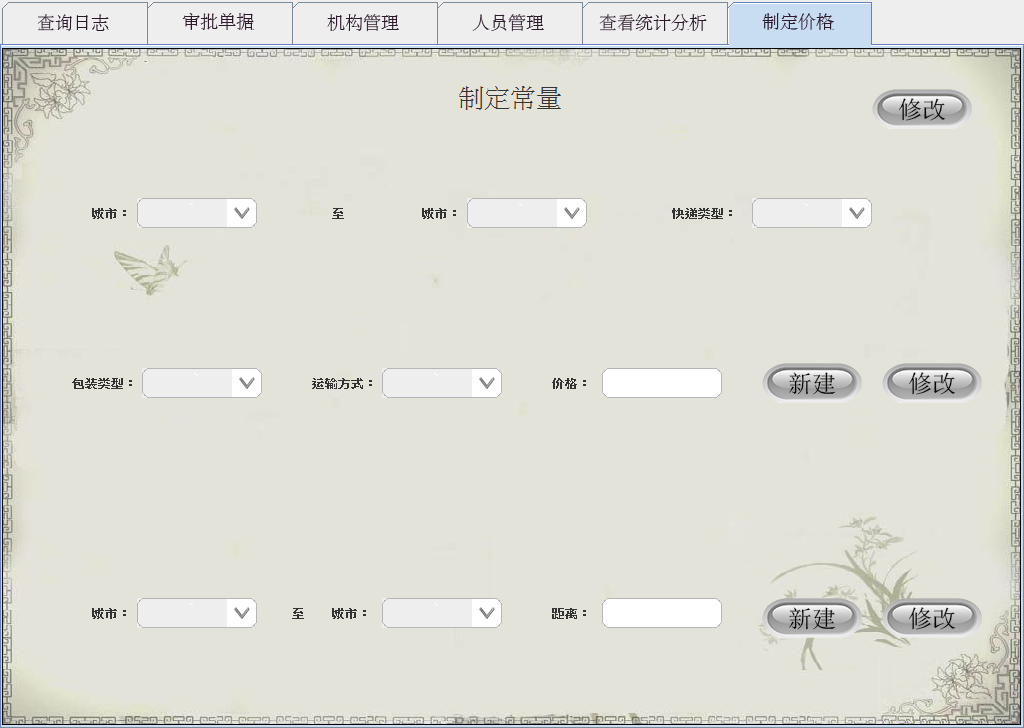 查询日志 审批单据 机构管理 人员管理 查看统计分析 制定价格
制定常量 修改
城市： 至 城市： 快递类型：
包装类型： 运输方式： 价格： 新建 修改
城市： 至 城市： 距离： 新建 修改